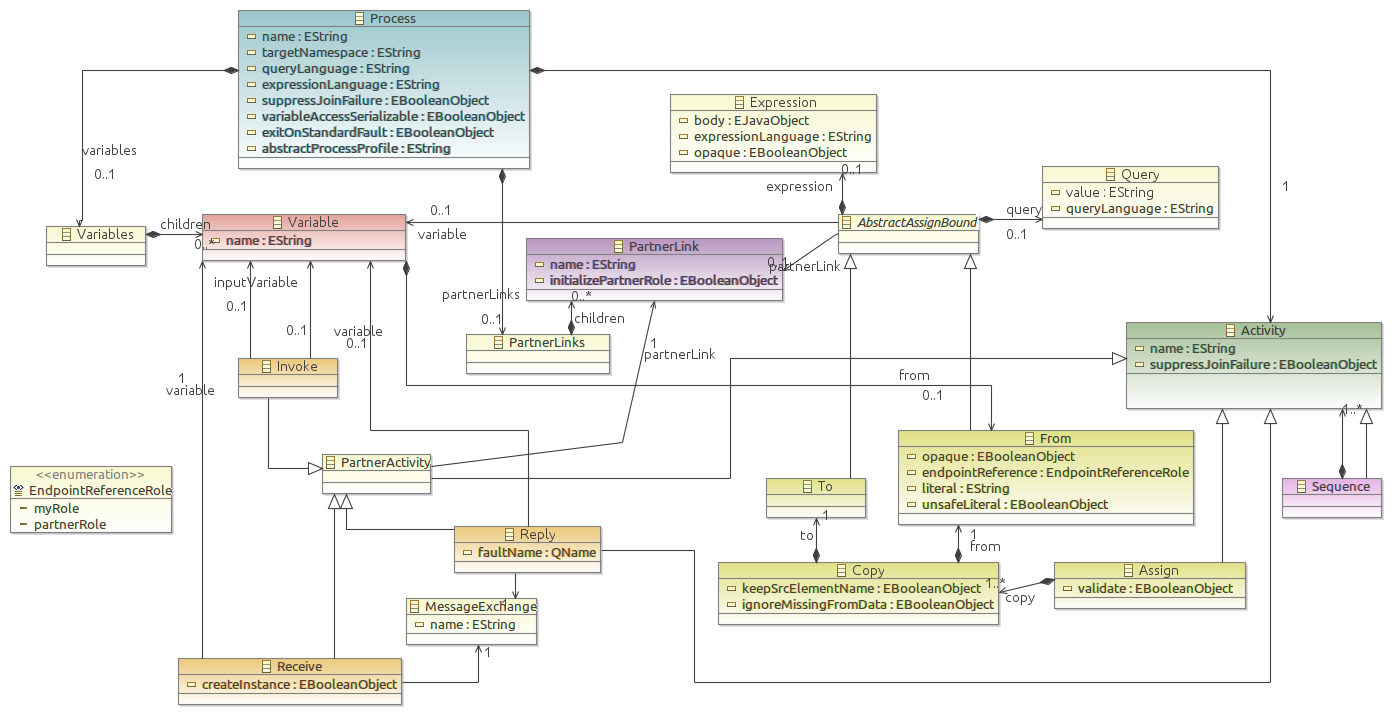 Process
name : EString
targetNamespace : EString
queryLanguage : EString
expressionLanguage : EString
suppressJoinFailure : EBooleanObject
variableAccessSerializable : EBooleanObject
exitOnStandardFault : EBooleanObject
abstractProcessProfile : EString
variables
0..1
1
Expression
body : EJavaObject
expressionLanguage : EString
opaque : EBooleanObject
0..1
expression
Query
value : EString
queryLanguage : EString
query
0..1
AbstractAssignBound
Variables
children
0..*
Variable
name : EString
0..1
variable
PartnerLink
name : EString
initializePartnerRole : EBooleanObject
0..1
partnerLink
0..*
children
partnerLinks
0..1
PartnerLinks
inputVariable
0..1
0..1
variable
0..1
1
partnerLink
Activity
name : EString
suppressJoinFailure : EBooleanObject
1..*
Invoke
1
variable
from
0..1
From
opaque : EBooleanObject
endpointReference : EndpointReferenceRole
literal : EString
unsafeLiteral : EBooleanObject
PartnerActivity
<<enumeration>>
EndpointReferenceRole
myRole
partnerRole
To
1
to
1
from
Sequence
Reply
faultName : QName
1
Copy
keepSrcElementName : EBooleanObject
ignoreMissingFromData : EBooleanObject
1..*
copy
Assign
validate : EBooleanObject
MessageExchange
name : EString
1
Receive
createInstance : EBooleanObject